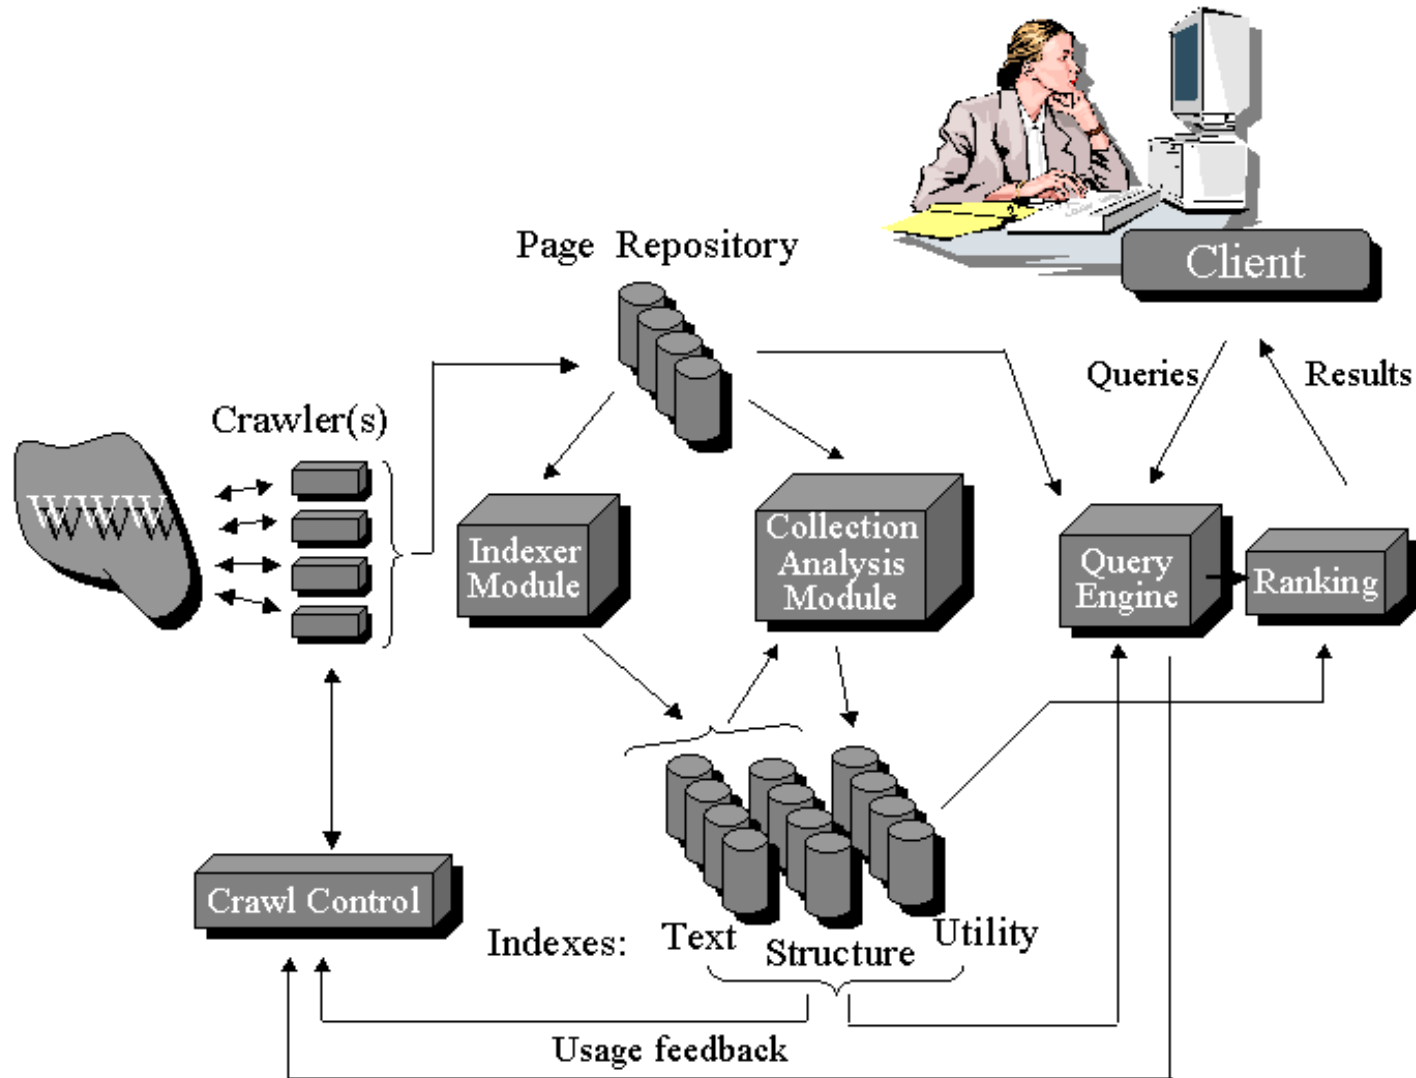 Page Repository
Client
Queries
Results
Crawler(s)
WWW
Indexer
Module
Collection
Analysis
Module
Query
Engine
Ranking
Crawl Control
Indexes:
Text
Structure
Utility
Usage feedback